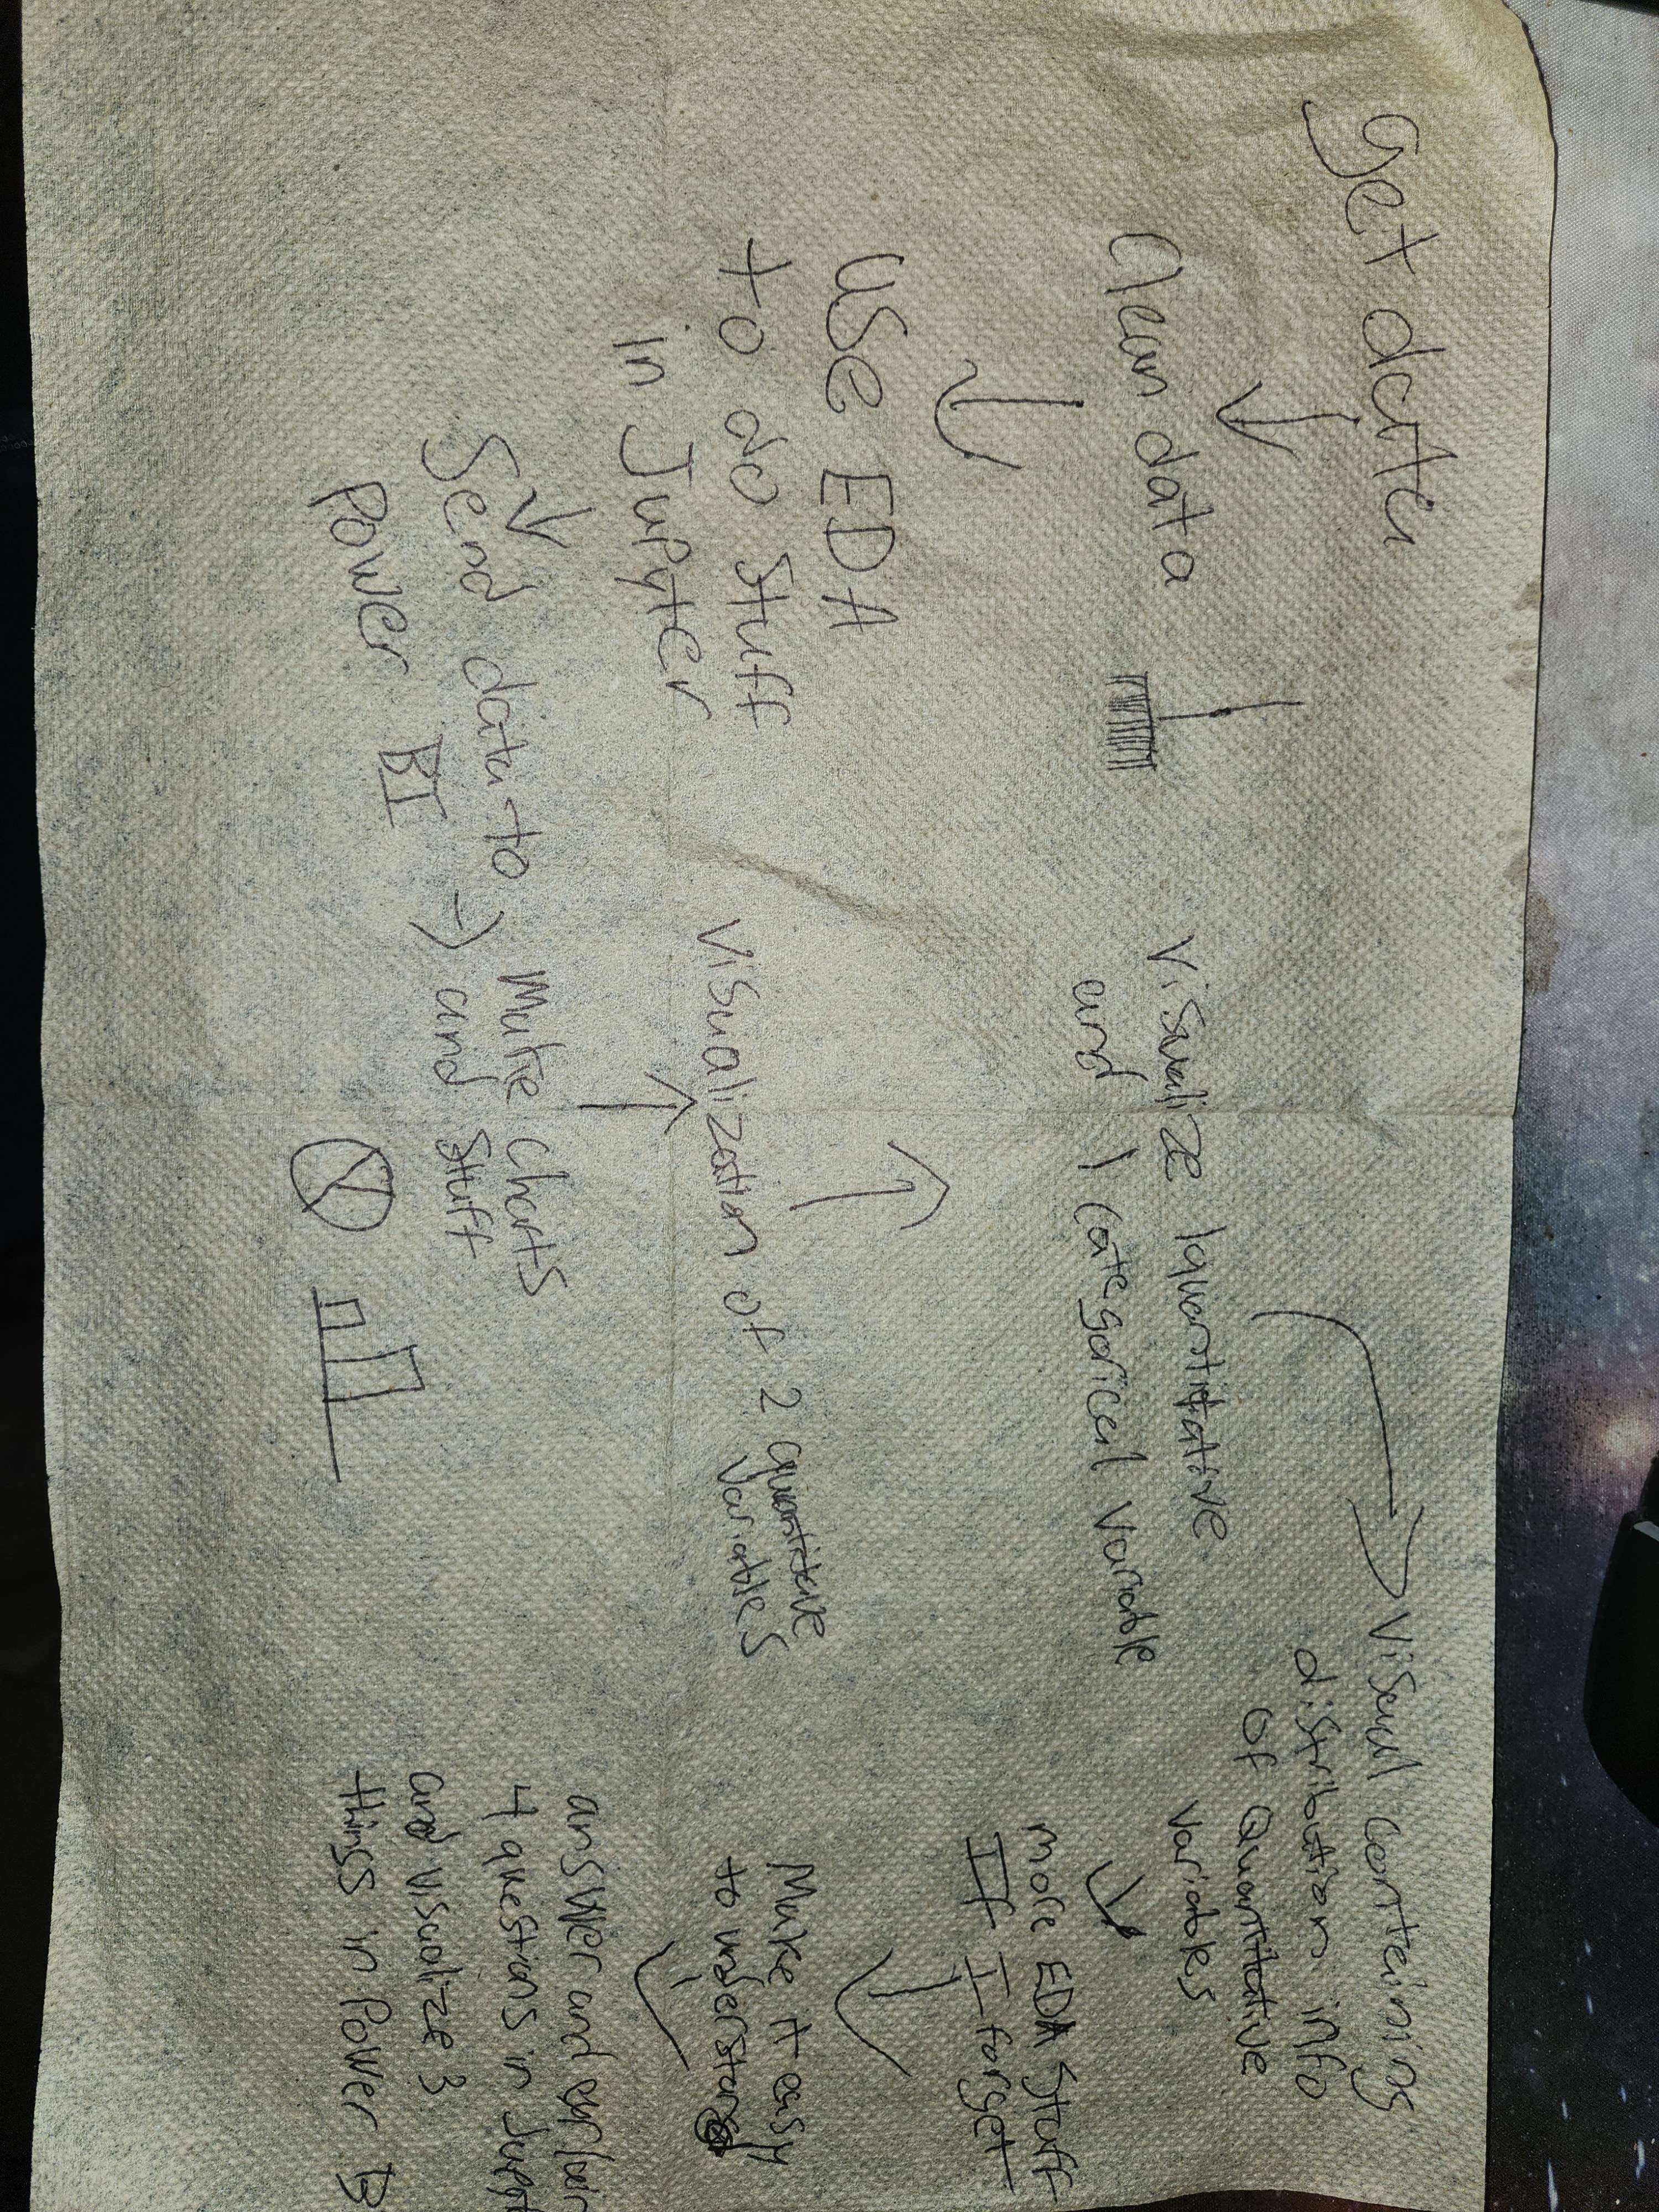 get data
Clean data
USE EDA
to do Stuff
in Jupyter
Send data to
Power BI
Make Charts
and Stuff
Visualization of 2 quantitative
variables
Visualize 1quantitative
and 1 categorical variable
Visual containing
distribution info
of Quantitative
variables
more EDA Stuff
If I forget
Make it easy
to understand
answer and explain
4 questions in Jupyt
and visualize 3
things in Power B